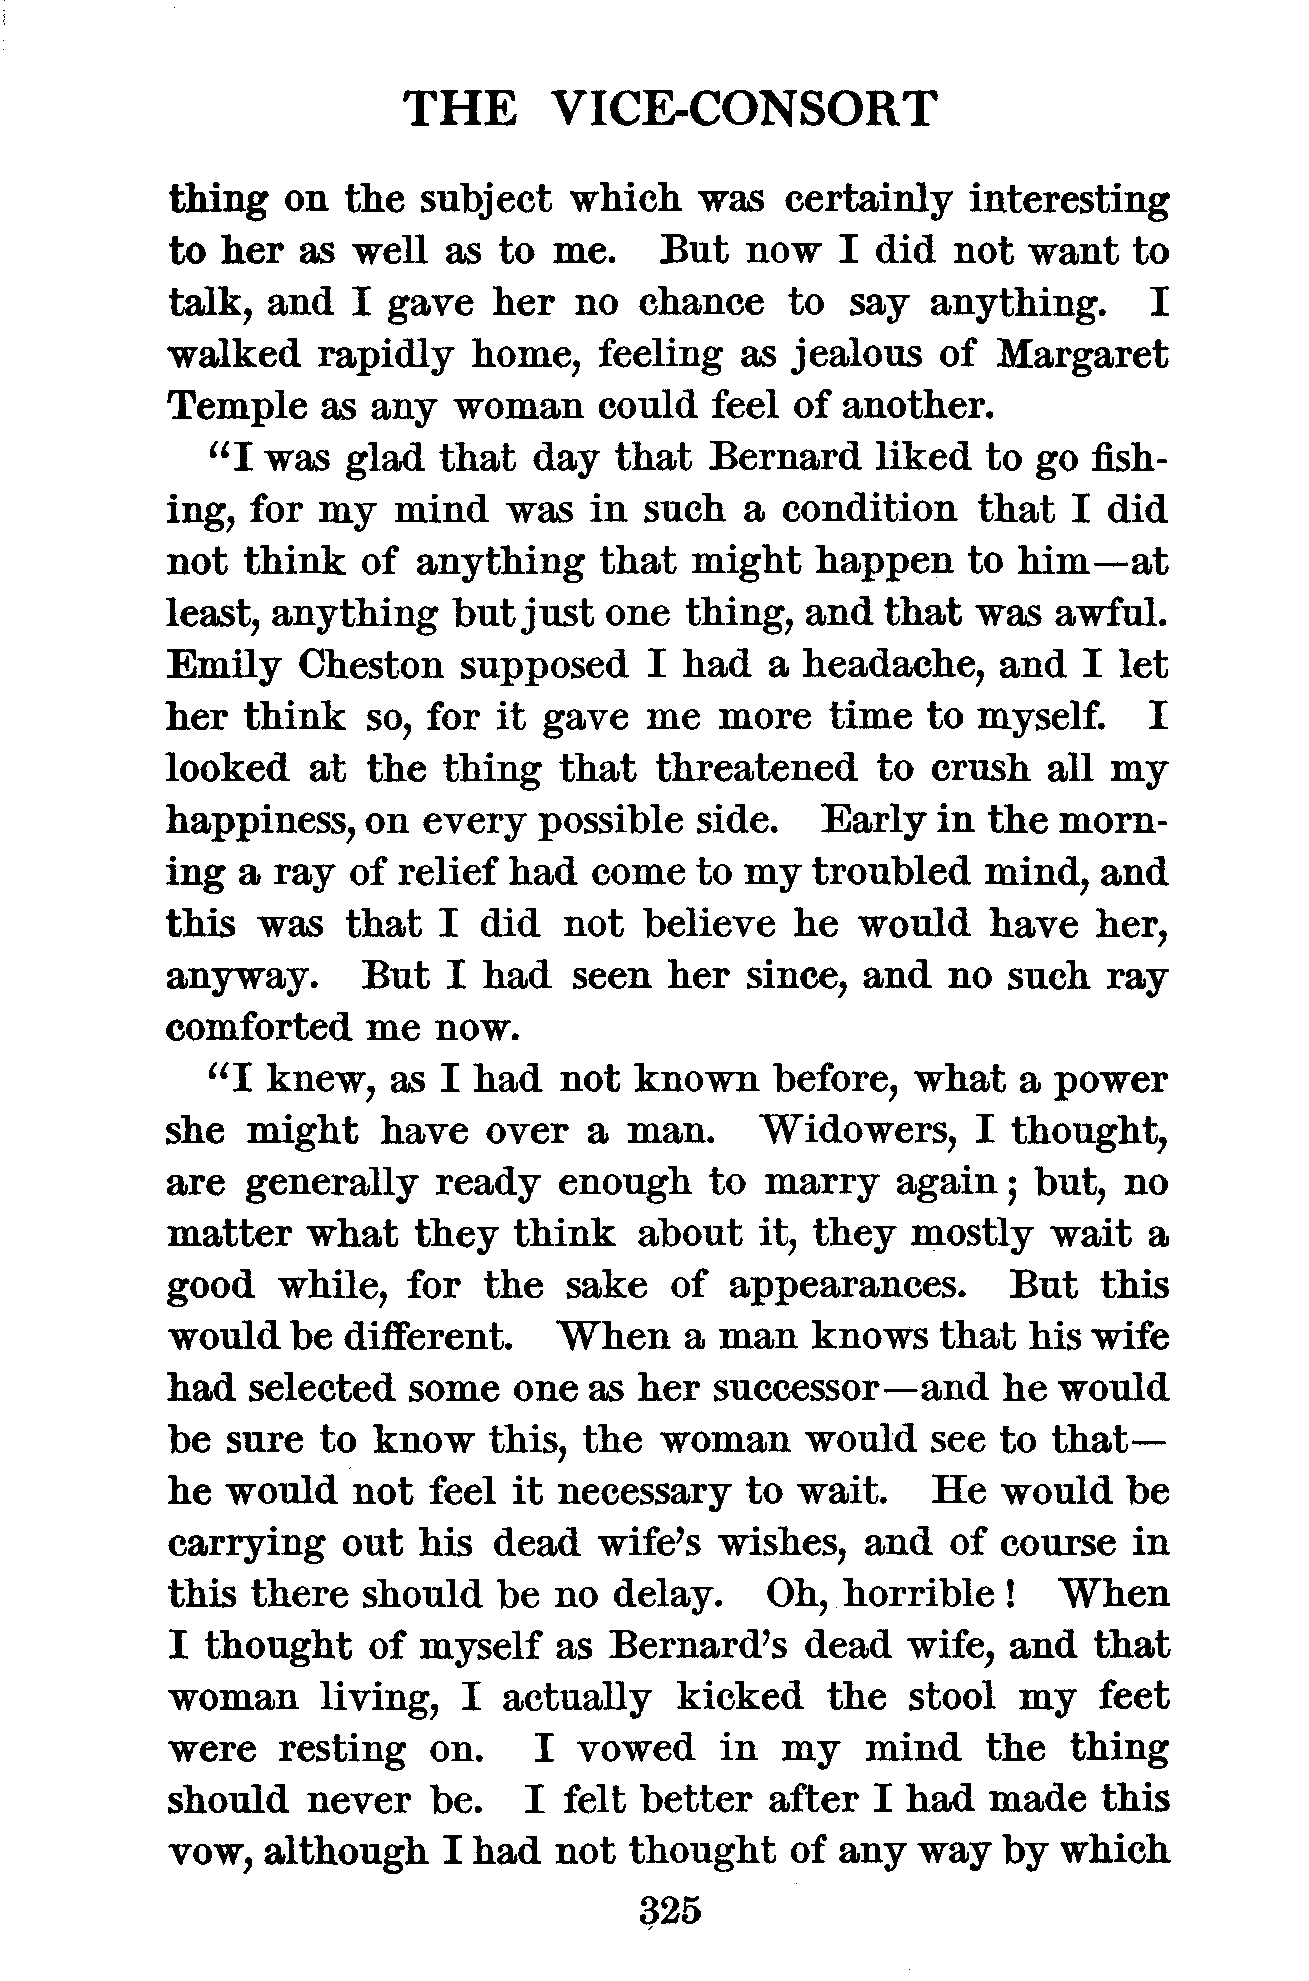 THE VICE-CONSORT
thing on the subject which was certainly interesting
to her as well as to me. But now I did not want to
talk, and I gave her no chance to say anything. I
walked rapidly home, feeling as jealous of Margaret
Temple as any woman could feel of another.
“I was glad that day that Bernard liked to go fish-
ing, for my mind was in such a condition that I did
not think of anything that might happen to him—at
least, anything but just one thing, and that was awful.
Emily Cheston supposed I had a headache, and I let
her think so, for it gave me more time to myself. I
looked at the thing that threatened to crush all my
happiness, on every possible side. Early in the morn-
ing a ray of relief had come to my troubled mind, and
this was that I did not believe he would have her,
anyway. But I had seen her since, and no such ray
comforted me now.
“I knew, as I had not known before, what a power
she might have over a man. Widowers, I thought,
are generally ready enough to marry again; but, no
matter what they think about it, they mostly wait a
good while, for the sake of appearances. But this
would be different. When a man knows that his wife
had selected some one as her successor—and he would
be sure to know this, the woman would see to that—
he would not feel it necessary to wait. He would be
carrying out his dead wife’s wishes, and of course in
this there should be no delay. Oh, horrible! When
I thought of myself as Bernard’s dead wife, and that
woman living, I actually kicked the stool my feet
were resting on. I vowed in my mind the thing
should never be. I felt better after I had made this
vow, although I had not thought of any way by which
325